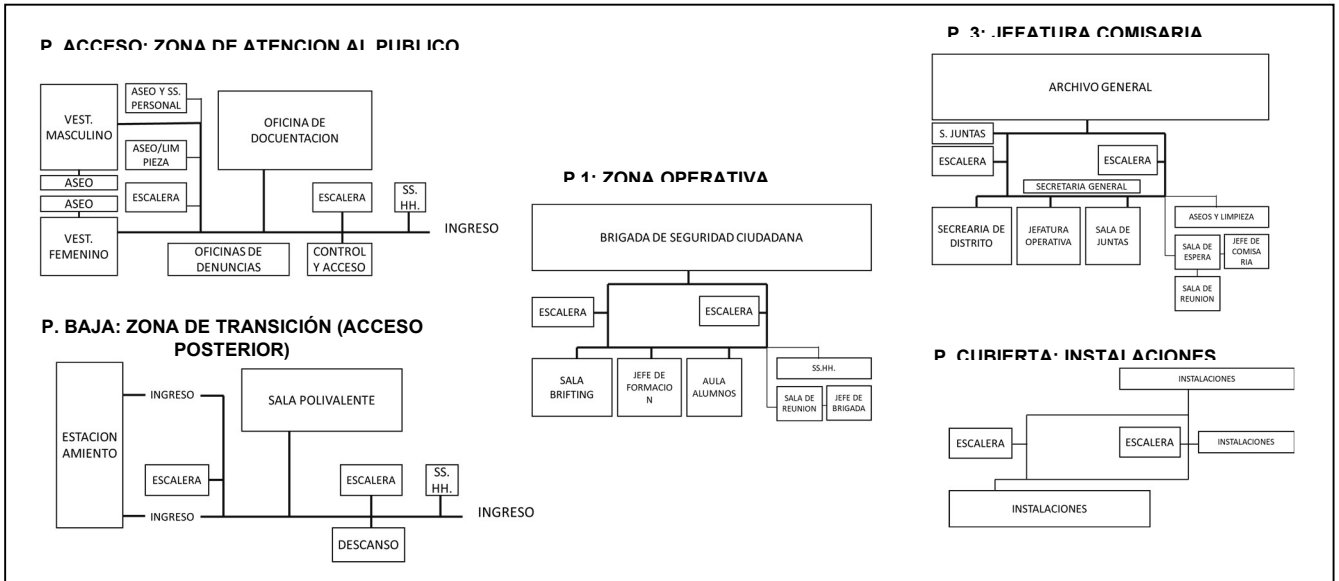 P. ACCESO: ZONA DE ATENCION AL PUBLICO
VEST.
MASCULINO
ASEO Y SS.
PERSONAL
OFICINA DE
DOCUENTACION
ASEO/LIM
PIEZA
ASEO
ASEO
ESCALERA
ESCALERA
SS.
HH.
INGRESO
VEST.
FEMENINO
OFICINAS DE
DENUNCIAS
CONTROL
Y ACCESO
P. BAJA: ZONA DE TRANSICIÓN (ACCESO
POSTERIOR)
INGRESO
SALA POLIVALENTE
ESTACION
AMIENTO
ESCALERA
ESCALERA
SS.
HH.
INGRESO
INGRESO
DESCANSO
P 1: ZONA OPERATIVA
BRIGADA DE SEGURIDAD CIUDADANA
ESCALERA
ESCALERA
SALA
BRIFTING
JEFE DE
FORMACIO
N
AULA
ALUMNOS
SS.HH.
SALA DE
REUNION
JEFE DE
BRIGADA
P. 3: JEFATURA COMISARIA
ARCHIVO GENERAL
S. JUNTAS
ESCALERA
ESCALERA
SECRETARIA GENERAL
SECREARIA DE
DISTRITO
JEFATURA
OPERATIVA
SALA DE
JUNTAS
ASEOS Y LIMPIEZA
SALA DE
ESPERA
JEFE DE
COMISA
RIA
SALA DE
REUNION
P. CUBIERTA: INSTALACIONES
INSTALACIONES
ESCALERA
ESCALERA
INSTALACIONES
INSTALACIONES